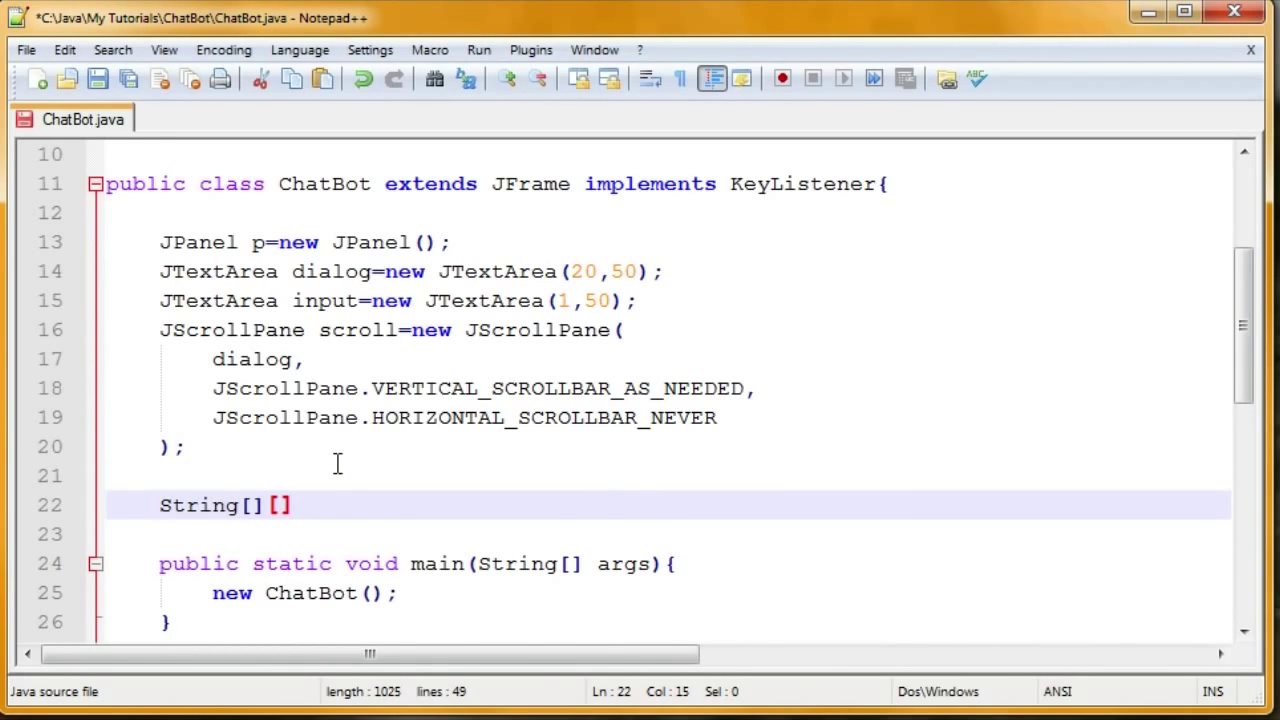 *C:\Java\My Tutorials\ChatBot\ChatBot.java - Notepad++
File Edit Search View Encoding Language Settings Macro Run Plugins Window ? X
ABC
ChatBot.java
10
11 public class ChatBot extends JFrame implements KeyListener{
12
13 JPanel p=new JPanel();
14 JTextArea dialog=new JTextArea(20,50);
15 JTextArea input=new JTextArea(1,50);
16 JScrollPane scroll=new JScrollPane(
17 dialog,
18 JScrollPane.VERTICAL_SCROLLBAR_AS_NEEDED,
19 JScrollPane.HORIZONTAL_SCROLLBAR_NEVER
20 );
21
22 String[][]
23
24 public static void main(String[] args){
25 new ChatBot();
26 }
Java source file length : 1025 lines : 49 Ln : 22 Col : 15 Sel : 0 Dos\Windows ANSI INS